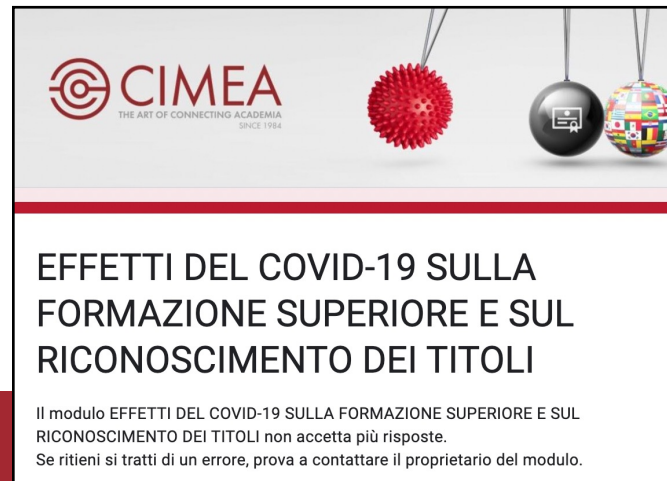 CIMEA
THE ART OF CONNECTING ACADEMIA
SINCE 1984
EFFETTI DEL COVID-19 SULLA
FORMAZIONE SUPERIORE E SUL
RICONOSCIMENTO DEI TITOLI
Il modulo EFFETTI DEL COVID-19 SULLA FORMAZIONE SUPERIORE E SUL
RICONOSCIMENTO DEI TITOLI non accetta più risposte.
Se ritieni si tratti di un errore, prova a contattare il proprietario del modulo.